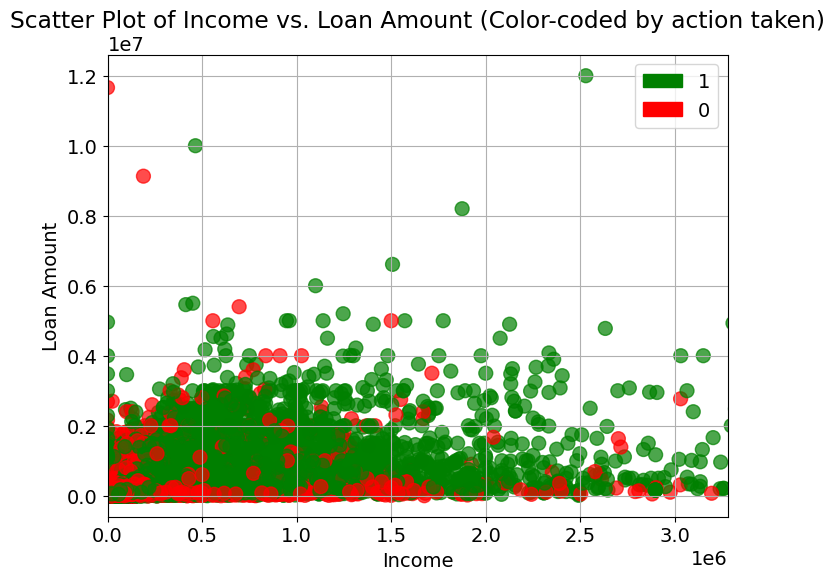 Scatter Plot of Income vs. Loan Amount (Color-coded by action taken)
1e7
1.2
1.0
0.8
0.6
0.4
0.2
0.0
Loan Amount
1
0
0.0 0.5 1.0 1.5 2.0 2.5 3.0
1e6
Income